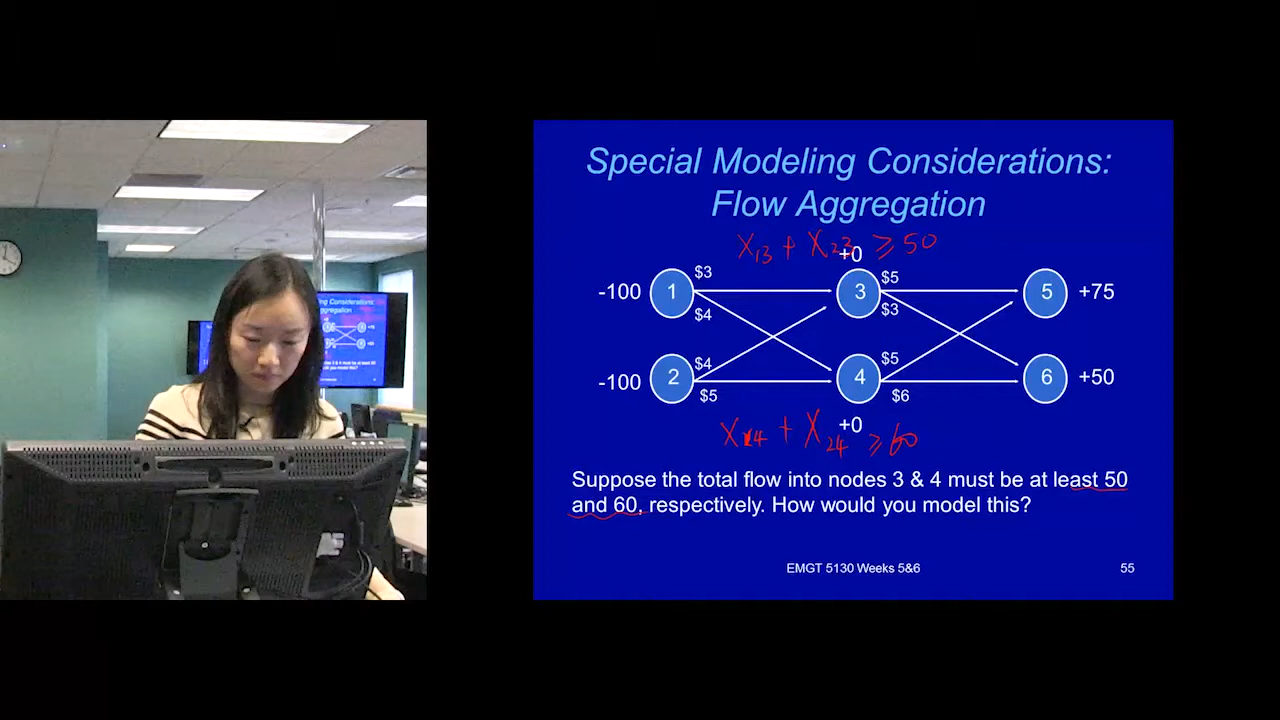 Special Modeling Considerations:
Flow Aggregation
X13 + X23 ≥ 50
+0
-100 1 $3 $4 3 $5 $3 5 +75
-100 2 $4 $5 4 $5 $6 6 +50
+0
X14 + X24 ≥ 60
Suppose the total flow into nodes 3 & 4 must be at least 50
and 60, respectively. How would you model this?
EMGT 5130 Weeks 5&6 55